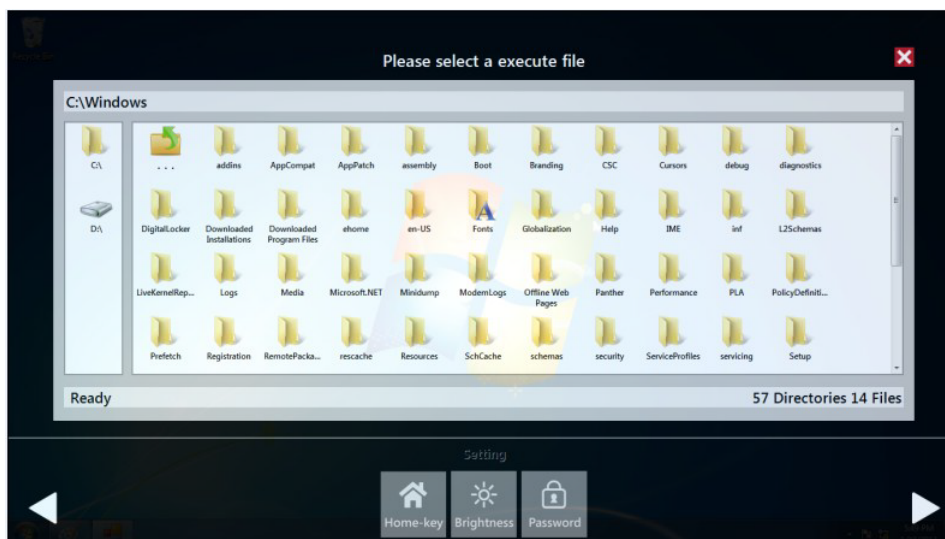 Please select a execute file
C:\Windows
C:\
D:\
. . .
addins
AppCompat
AppPatch
assembly
Boot
Branding
CSC
Cursors
debug
diagnostics
DigitalLocker
Downloaded
Installations
Downloaded
Program Files
ehome
en-US
Fonts
Globalization
Help
IME
inf
L2Schemas
LiveKernelRep...
Logs
Media
Microsoft.NET
Minidump
ModemLogs
Offline Web
Pages
Panther
Performance
PLA
PolicyDefiniti...
Prefetch
Registration
RemotePacka...
rescache
Resources
SchCache
schemas
security
ServiceProfiles
servicing
Setup
Ready
57 Directories 14 Files
Setting
Home-key
Brightness
Password